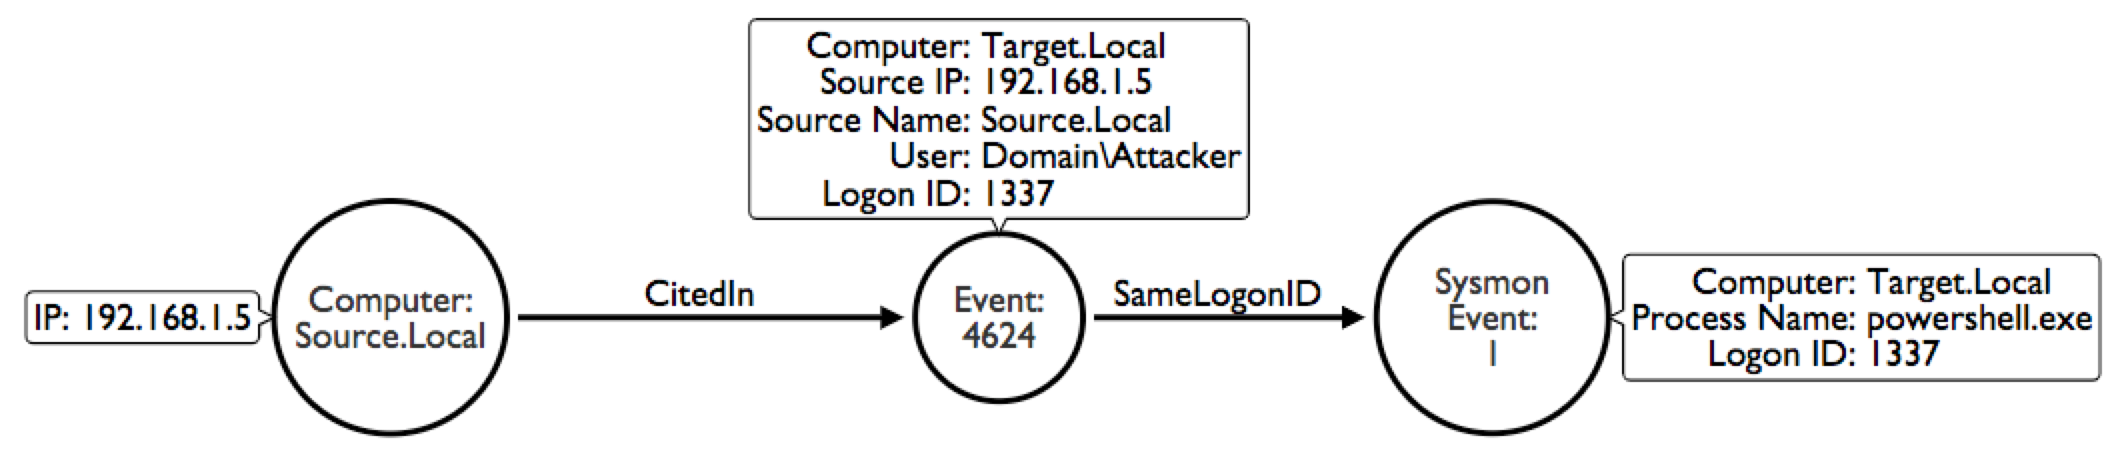 Computer: Target.Local
Source IP: 192.168.1.5
Source Name: Source.Local
User: Domain\Attacker
Logon ID: 1337
IP: 192.168.1.5
Computer:
Source.Local
CitedIn
Event:
4624
SameLogonID
Sysmon
Event:
1
Computer: Target.Local
Process Name: powershell.exe
Logon ID: 1337